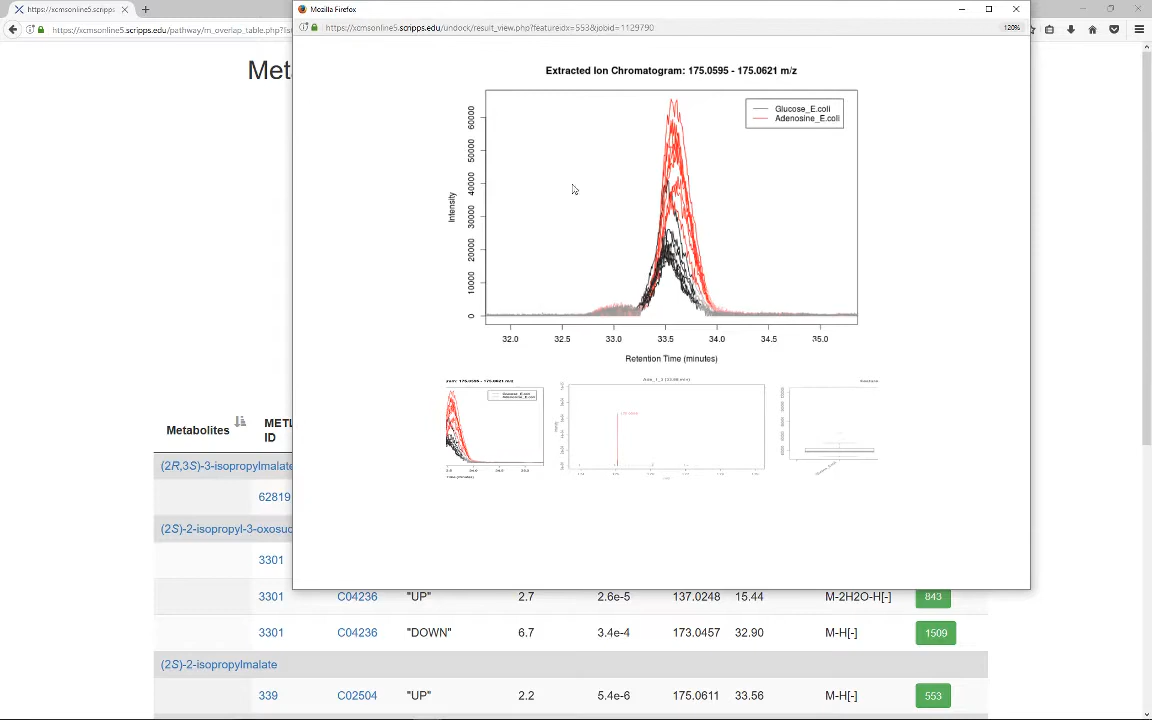 https://xcmsonline5.scripps.edu/pathway/...
Mozilla Firefox
https://xcmsonline5.scripps.edu/pathway/m_overlap_table.php?
https://xcmsonline5.scripps.edu/undock/result_view.php?featureidx=553&jobid=1129790
120%
Met
Extracted Ion Chromatogram: 175.0595 - 175.0621 m/z
Glucose_E.coli
Adenosine_E.coli
Intensity
60000
50000
40000
30000
20000
10000
0
32.0 32.5 33.0 33.5 34.0 34.5 35.0
Retention Time (minutes)
Metabolites
METL
ID
(2R,3S)-3-isopropylmalate
62819
(2S)-2-isopropyl-3-oxosuc
3301
3301 C04236 "UP" 2.7 2.6e-5 137.0248 15.44 M-2H2O-H[-] 843
3301 C04236 "DOWN" 6.7 3.4e-4 173.0457 32.90 M-H[-] 1509
(2S)-2-isopropylmalate
339 C02504 "UP" 2.2 5.4e-6 175.0611 33.56 M-H[-] 553